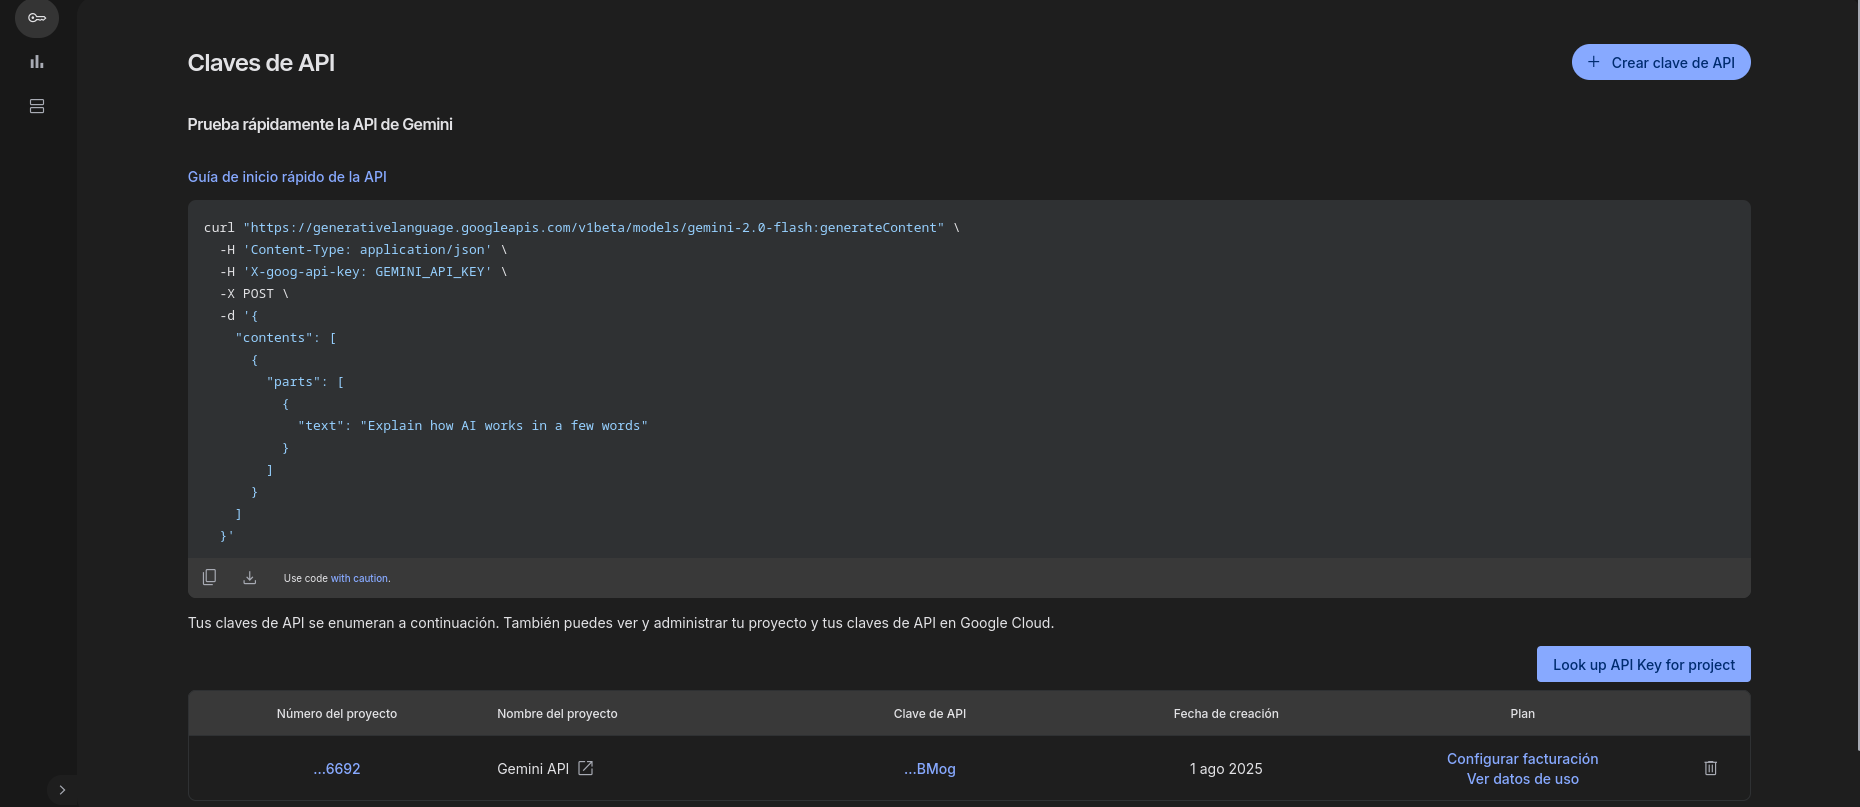 Claves de API
+ Crear clave de API
Prueba rápidamente la API de Gemini
Guía de inicio rápido de la API
curl "https://generativelanguage.googleapis.com/v1beta/models/gemini-2.0-flash:generateContent" \
  -H 'Content-Type: application/json' \
  -H 'X-goog-api-key: GEMINI_API_KEY' \
  -X POST \
  -d '{
    "contents": [
      {
        "parts": [
          {
            "text": "Explain how AI works in a few words"
          }
        ]
      }
    ]
  }'
Use code with caution.
Tus claves de API se enumeran a continuación. También puedes ver y administrar tu proyecto y tus claves de API en Google Cloud.
Look up API Key for project
Número del proyecto Nombre del proyecto Clave de API Fecha de creación Plan
...6692 Gemini API ...BMog 1 ago 2025 Configurar facturación
Ver datos de uso